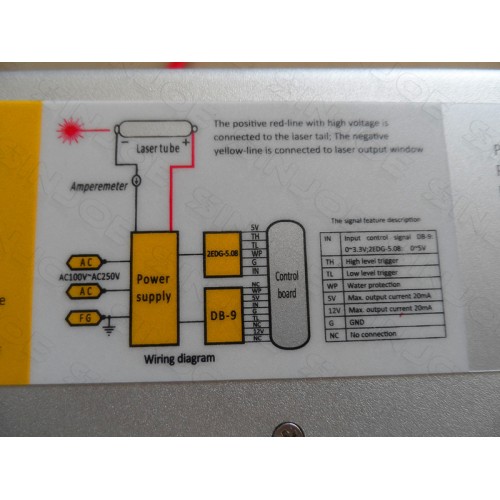 The positive red-line with high voltage is
connected to the laser tail; The negative
yellow-line is connected to laser output window
Laser tube
- +
Amperemeter
AC
AC100V~AC250V
AC
FG
Power
supply
2EDG-5.08
DB-9
5V
TH
TL
WP
G
IN
NC
WP
5V
IN
G
TL
NC
12V
NC
Control
board
Wiring diagram
The signal feature description
IN Input control signal DB-9:
0~3.3V;2EDG-5.08: 0~5V
TH High level trigger
TL Low level trigger
WP Water protection
5V Max. output current 20mA
12V Max. output current 20mA
G GND
NC No connection